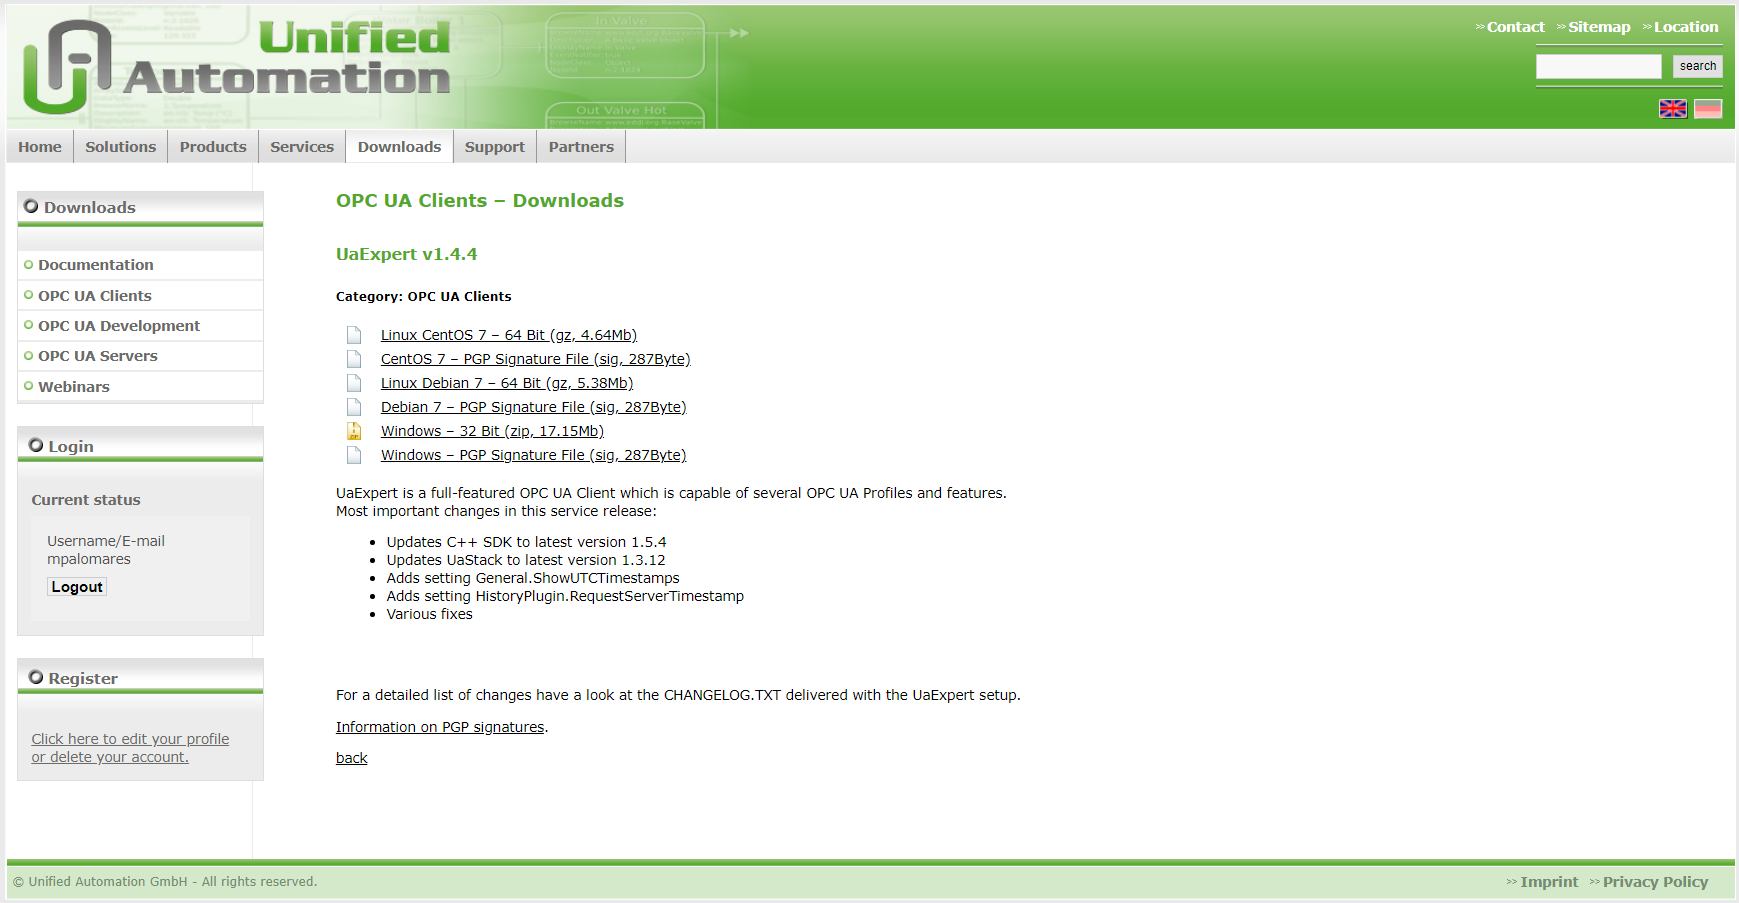 Unified
Automation
In Valve
Out Valve Hot
>> Contact >> Sitemap >> Location
search
Home Solutions Products Services Downloads Support Partners
Downloads
Documentation
OPC UA Clients
OPC UA Development
OPC UA Servers
Webinars
Login
Current status
Username/E-mail
mpalomares
Logout
Register
Click here to edit your profile
or delete your account.
OPC UA Clients – Downloads
UaExpert v1.4.4
Category: OPC UA Clients
Linux CentOS 7 – 64 Bit (gz, 4.64Mb)
CentOS 7 – PGP Signature File (sig, 287Byte)
Linux Debian 7 – 64 Bit (gz, 5.38Mb)
Debian 7 – PGP Signature File (sig, 287Byte)
Windows – 32 Bit (zip, 17.15Mb)
Windows – PGP Signature File (sig, 287Byte)
UaExpert is a full-featured OPC UA Client which is capable of several OPC UA Profiles and features.
Most important changes in this service release:
• Updates C++ SDK to latest version 1.5.4
• Updates UaStack to latest version 1.3.12
• Adds setting General.ShowUTCTimestamps
• Adds setting HistoryPlugin.RequestServerTimestamp
• Various fixes
For a detailed list of changes have a look at the CHANGELOG.TXT delivered with the UaExpert setup.
Information on PGP signatures.
back
© Unified Automation GmbH - All rights reserved.
>> Imprint >> Privacy Policy